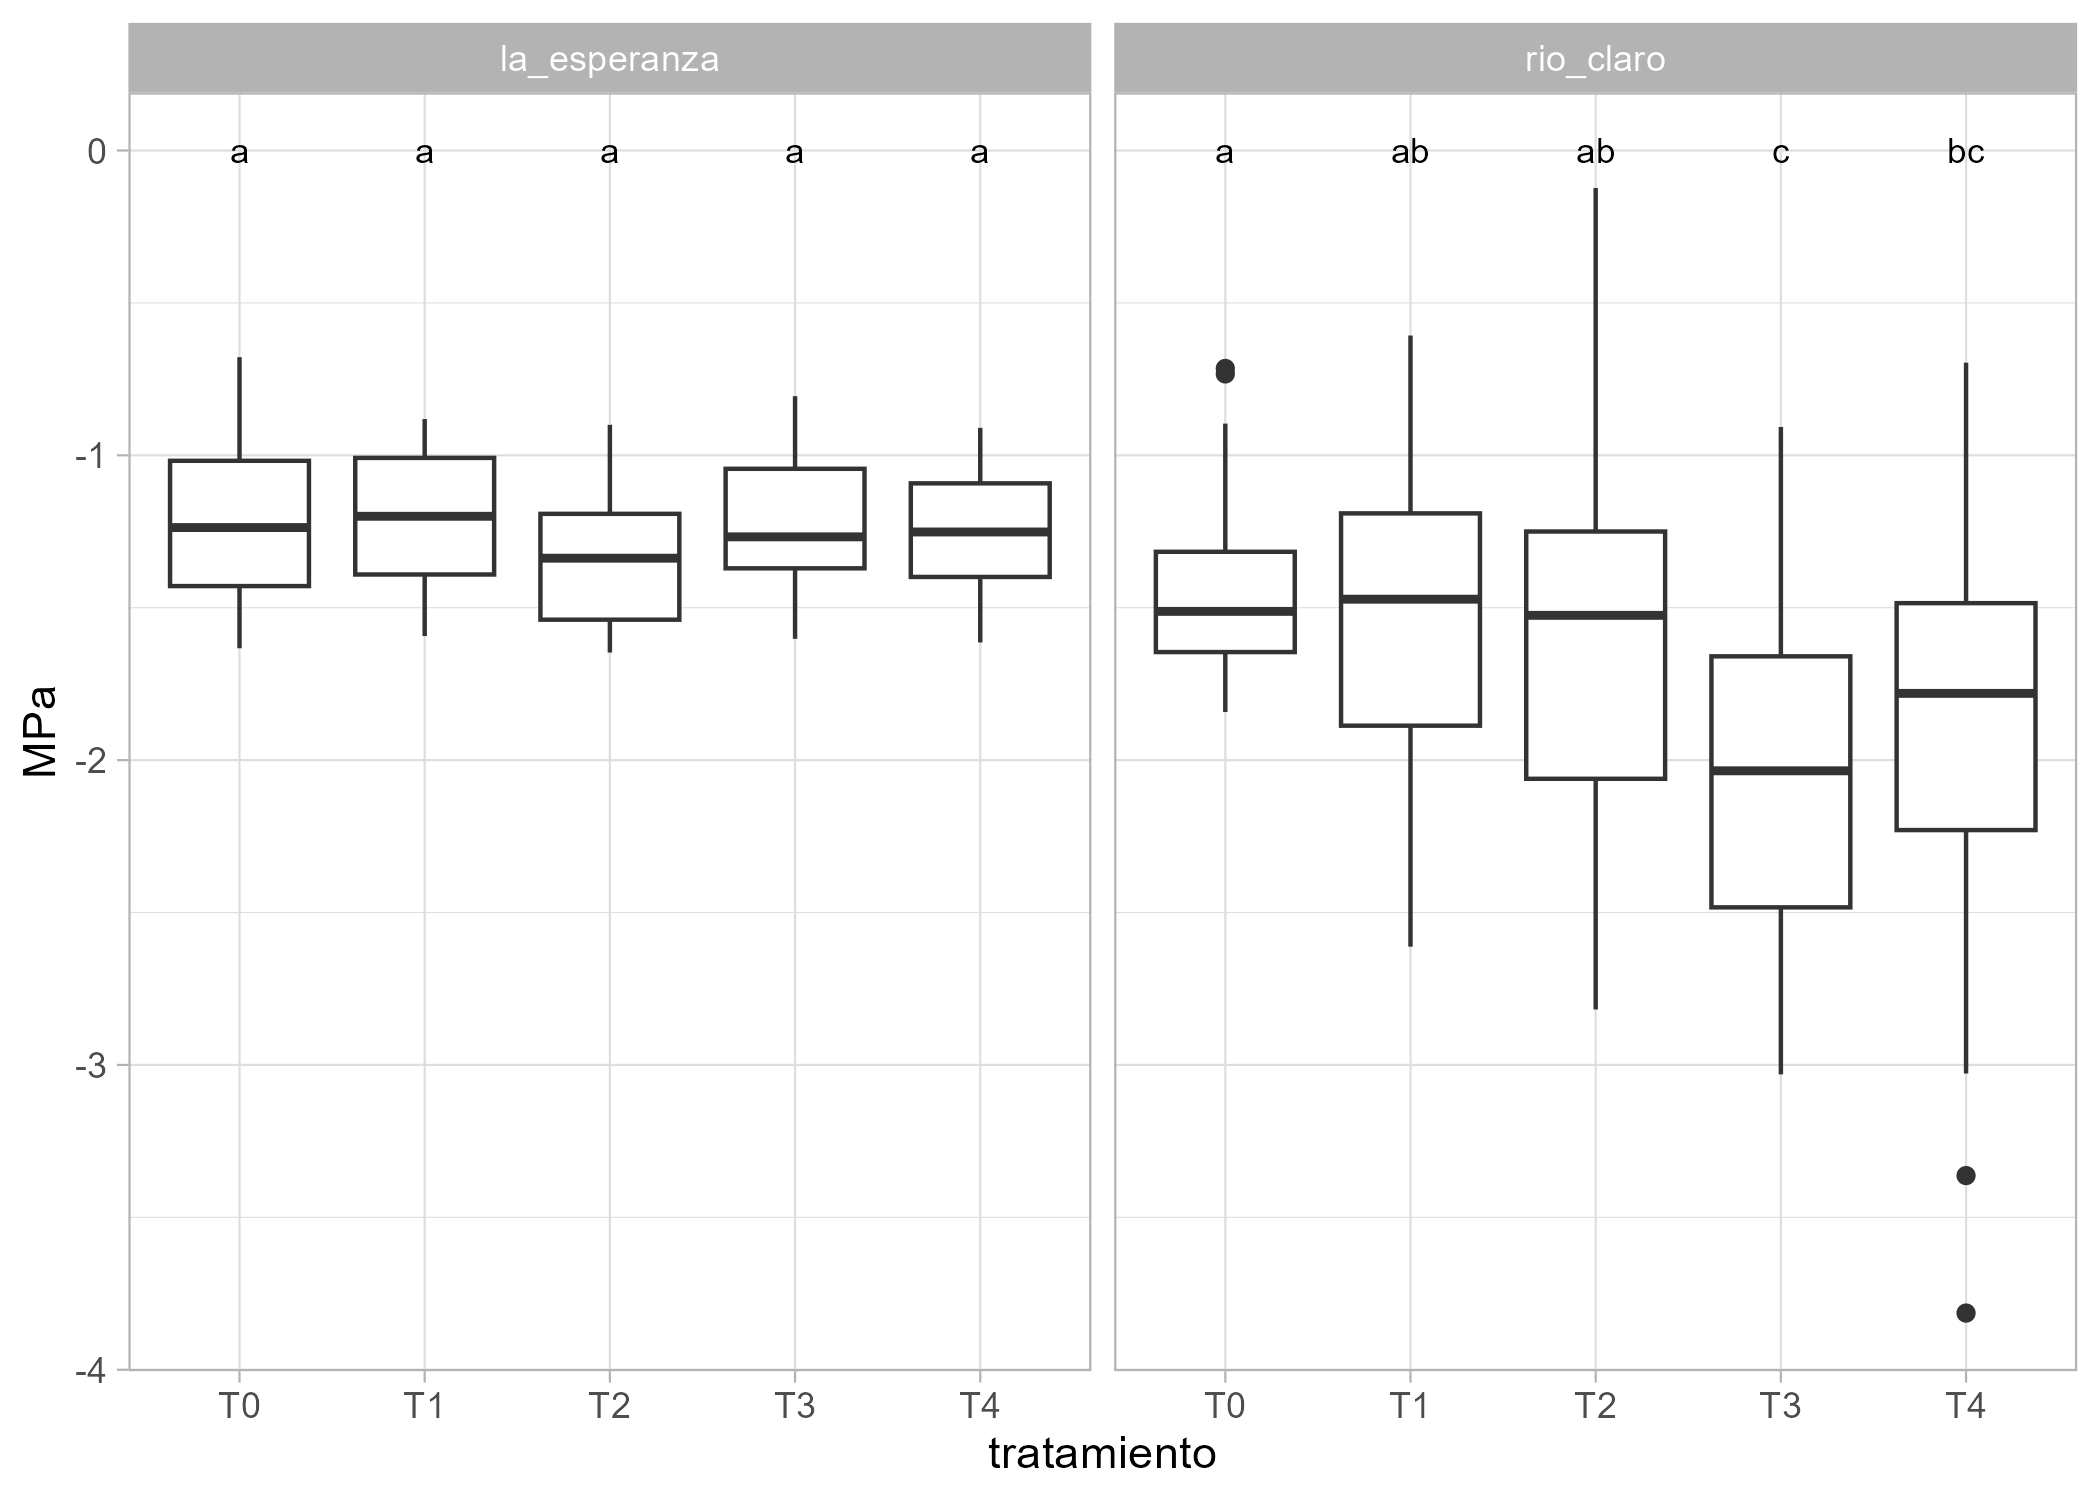 la_esperanza rio_claro
0 a a a a a a ab ab c bc
-1
-2
-3
-4
MPa
T0 T1 T2 T3 T4 T0 T1 T2 T3 T4
tratamiento